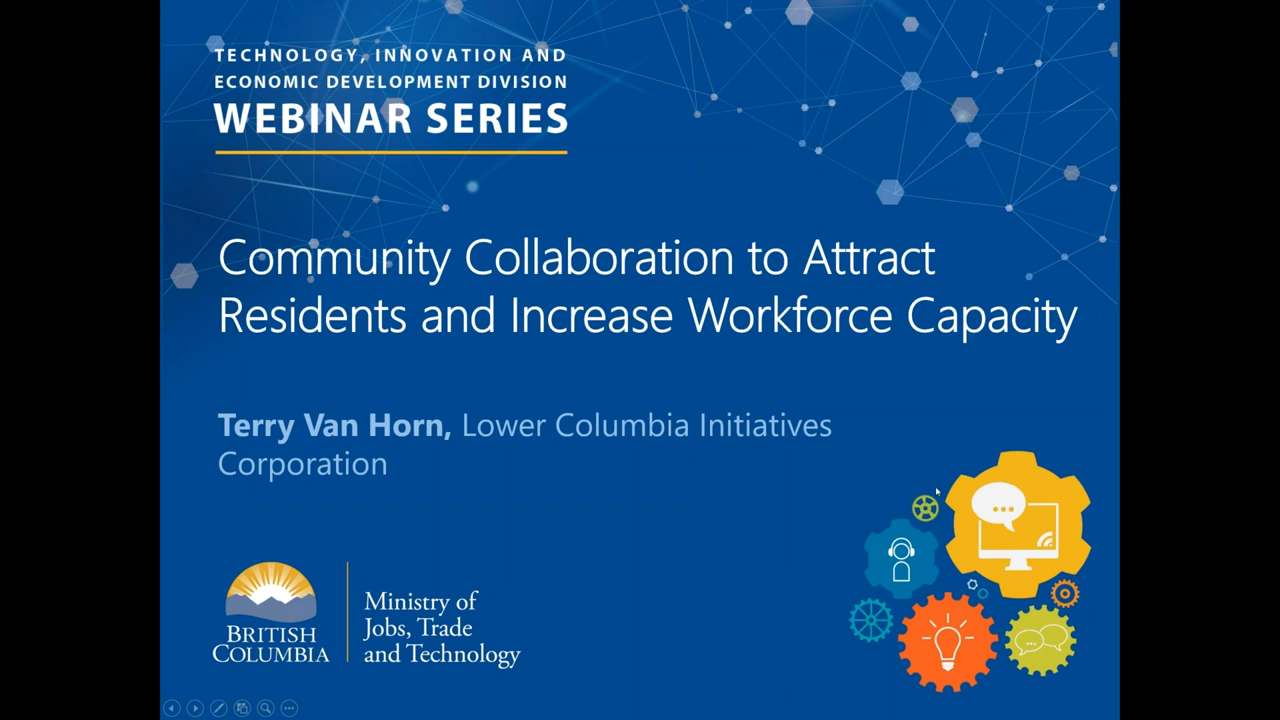 TECHNOLOGY, INNOVATION AND
ECONOMIC DEVELOPMENT DIVISION
WEBINAR SERIES
Community Collaboration to Attract
Residents and Increase Workforce Capacity
Terry Van Horn, Lower Columbia Initiatives
Corporation
BRITISH
COLUMBIA
Ministry of
Jobs, Trade
and Technology